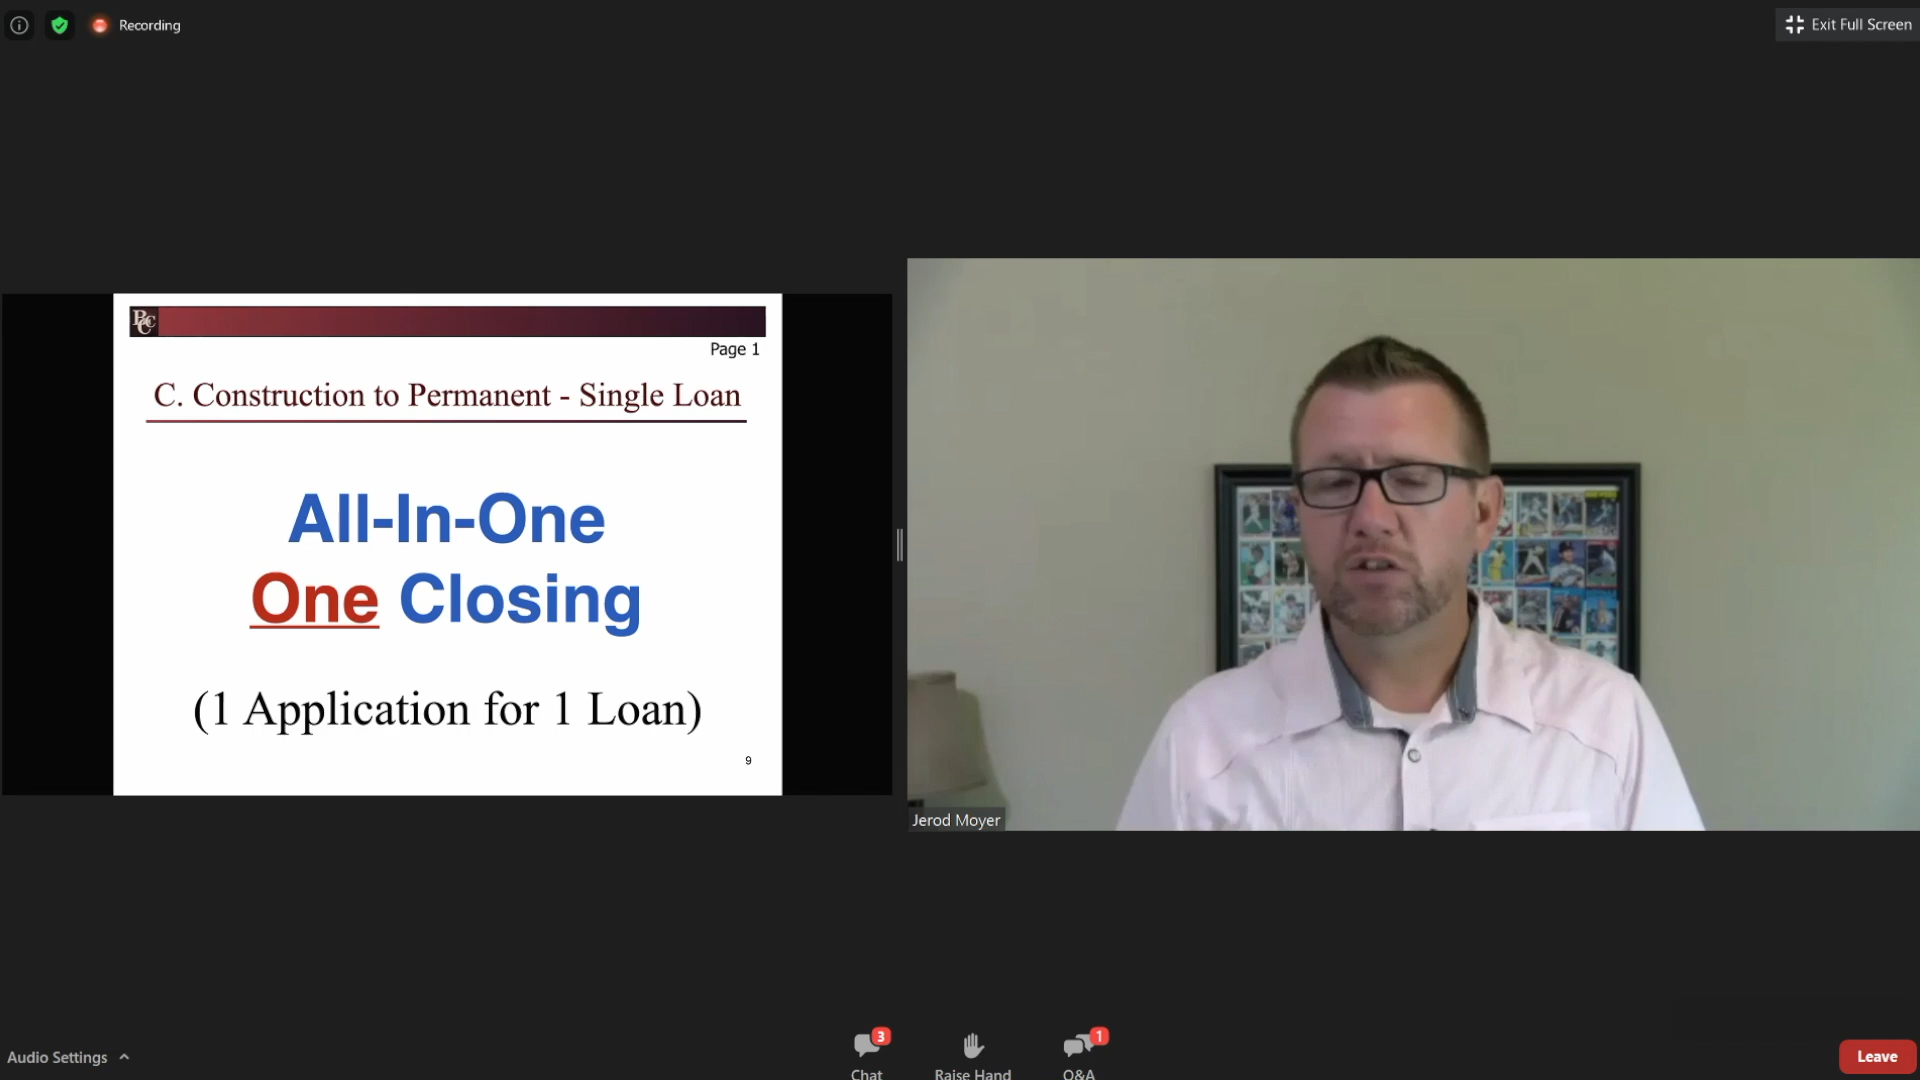 Recording
Exit Full Screen
BCC
Page 1
C. Construction to Permanent - Single Loan
All-In-One
One Closing
(1 Application for 1 Loan)
9
Jerod Moyer
Audio Settings
3
Chat
Raise Hand
1
Q&A
Leave